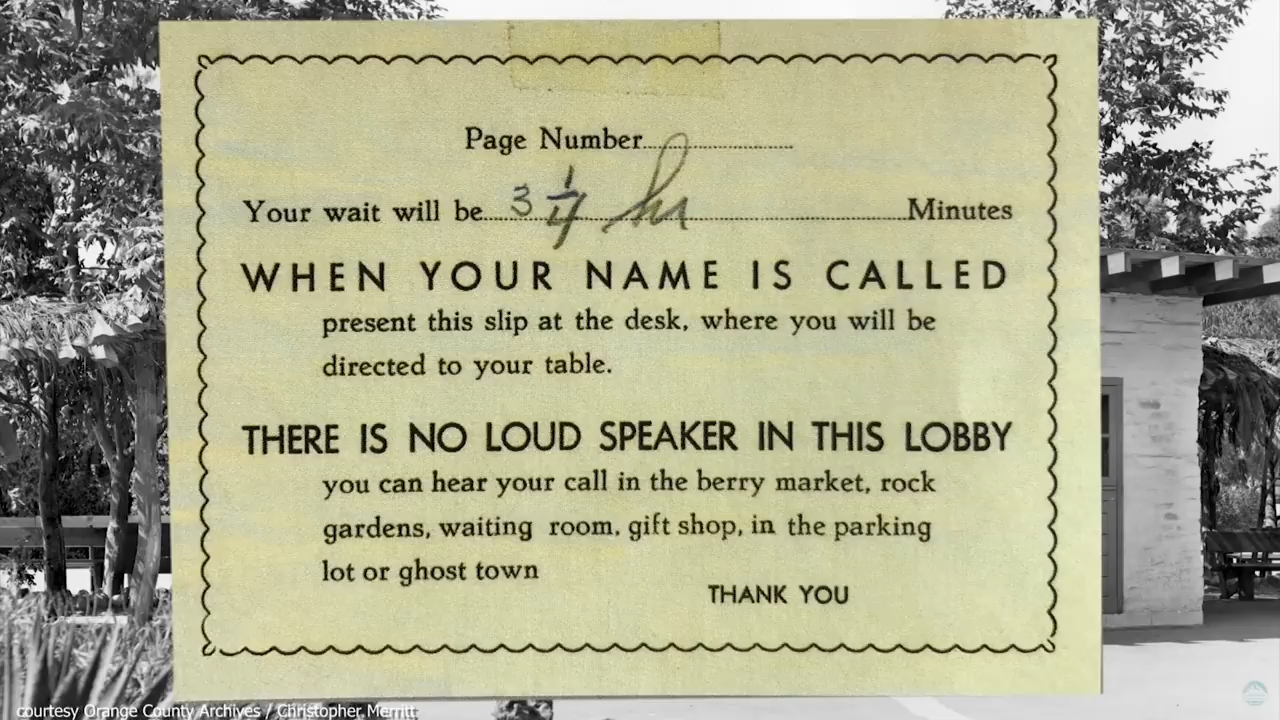 Page Number
Your wait will be 3 1/4 hr Minutes
WHEN YOUR NAME IS CALLED
present this slip at the desk, where you will be
directed to your table.
THERE IS NO LOUD SPEAKER IN THIS LOBBY
you can hear your call in the berry market, rock
gardens, waiting room, gift shop, in the parking
lot or ghost town
THANK YOU
courtesy Orange County Archives / Christopher Merritt